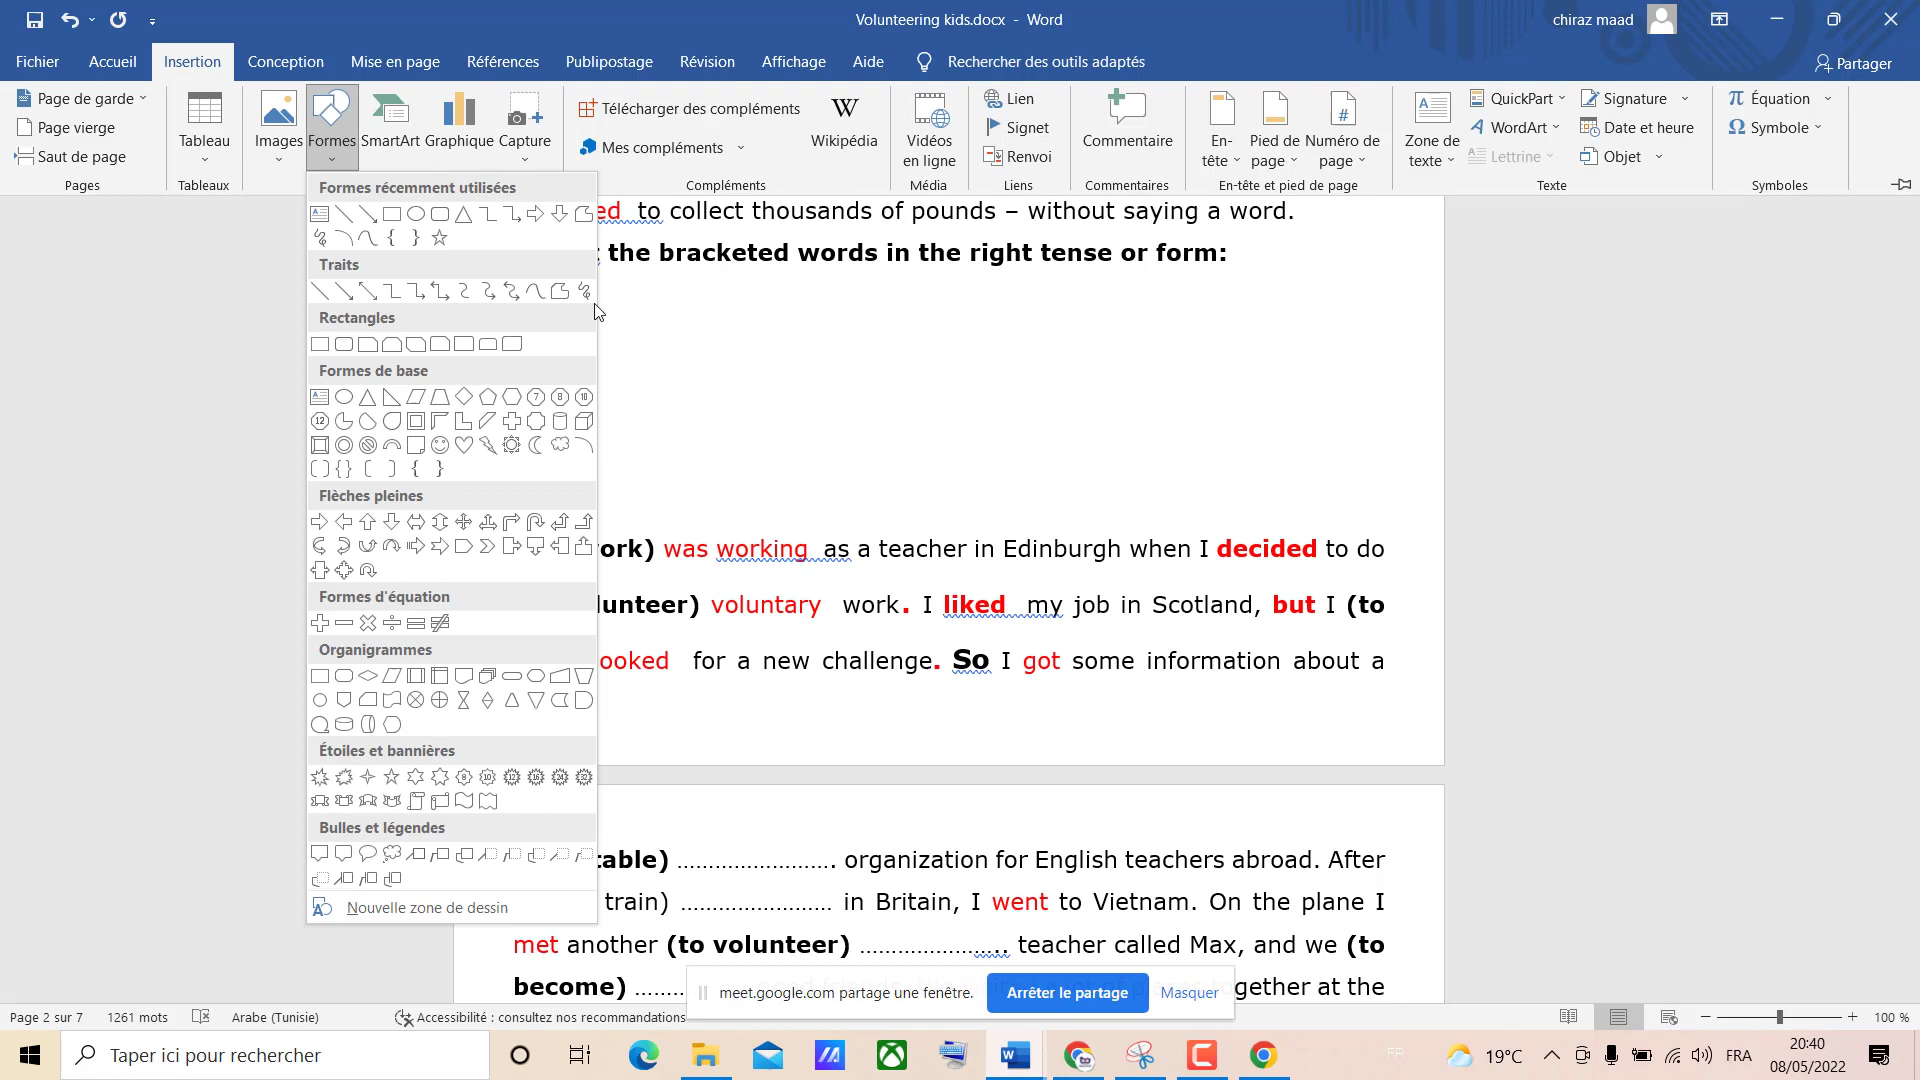 Volunteering kids.docx - Word
chiraz maad
Fichier Accueil Insertion Conception Mise en page Références Publipostage Révision Affichage Aide Rechercher des outils adaptés Partager
Page de garde
Page vierge
Saut de page
Pages
Tableau
Tableaux
Images Formes SmartArt Graphique Capture
Télécharger des compléments
Mes compléments
Wikipédia
Compléments
Vidéos
en ligne
Média
Lien
Signet
Renvoi
Liens
Commentaire
Commentaires
En-
tête
Pied de
page
Numéro de
page
En-tête et pied de page
Zone de
texte
QuickPart
WordArt
Lettrine
Signature
Date et heure
Objet
Texte
Équation
Symbole
Symboles
Formes récemment utilisées
Traits
Rectangles
Formes de base
Flèches pleines
Formes d'équation
Organigrammes
Étoiles et bannières
Bulles et légendes
Nouvelle zone de dessin
ed to collect thousands of pounds – without saying a word.
the bracketed words in the right tense or form:
ork) was working as a teacher in Edinburgh when I decided to do
lunteer) voluntary work. I liked my job in Scotland, but I (to
ooked for a new challenge. So I got some information about a
table) ........................ organization for English teachers abroad. After
train) ........................ in Britain, I went to Vietnam. On the plane I
met another (to volunteer) ...................... teacher called Max, and we (to
become) ........ together at the
meet.google.com partage une fenêtre. Arrêter le partage Masquer
Page 2 sur 7 1261 mots Arabe (Tunisie) Accessibilité : consultez nos recommandations 100 %
Taper ici pour rechercher
19°C
FRA
20:40
08/05/2022